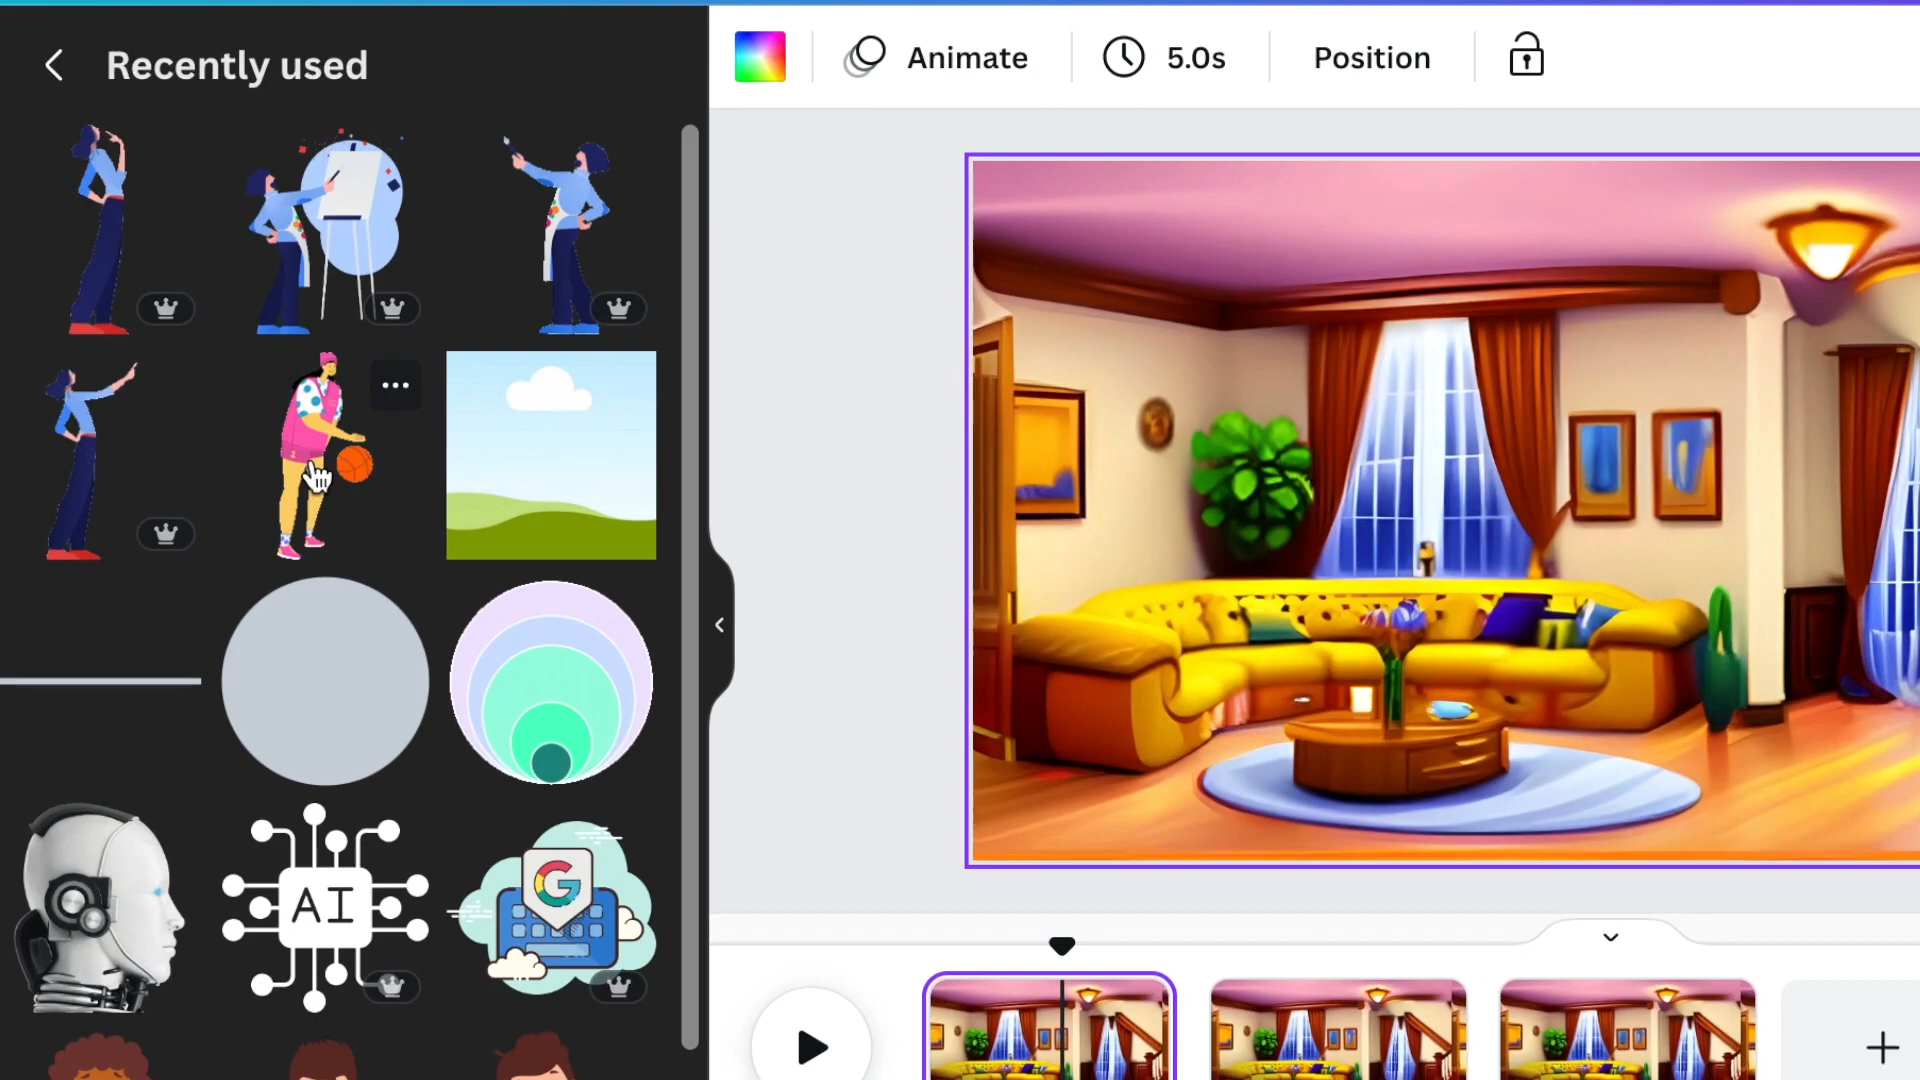 Recently used
Animate
5.0s
Position
AI
G